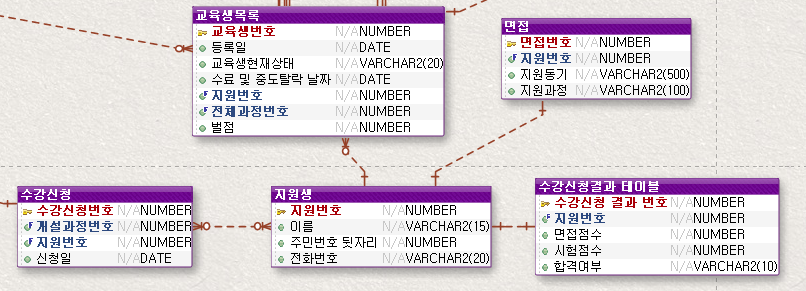 교육생목록
교육생번호 N/A NUMBER
등록일 N/A DATE
교육생현재상태 N/A VARCHAR2(20)
수료 및 중도탈락 날짜 N/A DATE
지원번호 N/A NUMBER
전체과정번호 N/A NUMBER
벌점 N/A NUMBER
면접
면접번호 N/A NUMBER
지원번호 N/A NUMBER
지원동기 N/A VARCHAR2(500)
지원과정 N/A VARCHAR2(100)
수강신청
수강신청번호 N/A NUMBER
개설과정번호 N/A NUMBER
지원번호 N/A NUMBER
신청일 N/A DATE
지원생
지원번호 N/A NUMBER
이름 N/A VARCHAR2(15)
주민번호 뒷자리 N/A NUMBER
전화번호 N/A VARCHAR2(20)
수강신청결과 테이블
수강신청 결과 번호 N/A NUMBER
지원번호 N/A NUMBER
면접점수 N/A NUMBER
시험점수 N/A NUMBER
합격여부 N/A VARCHAR2(10)